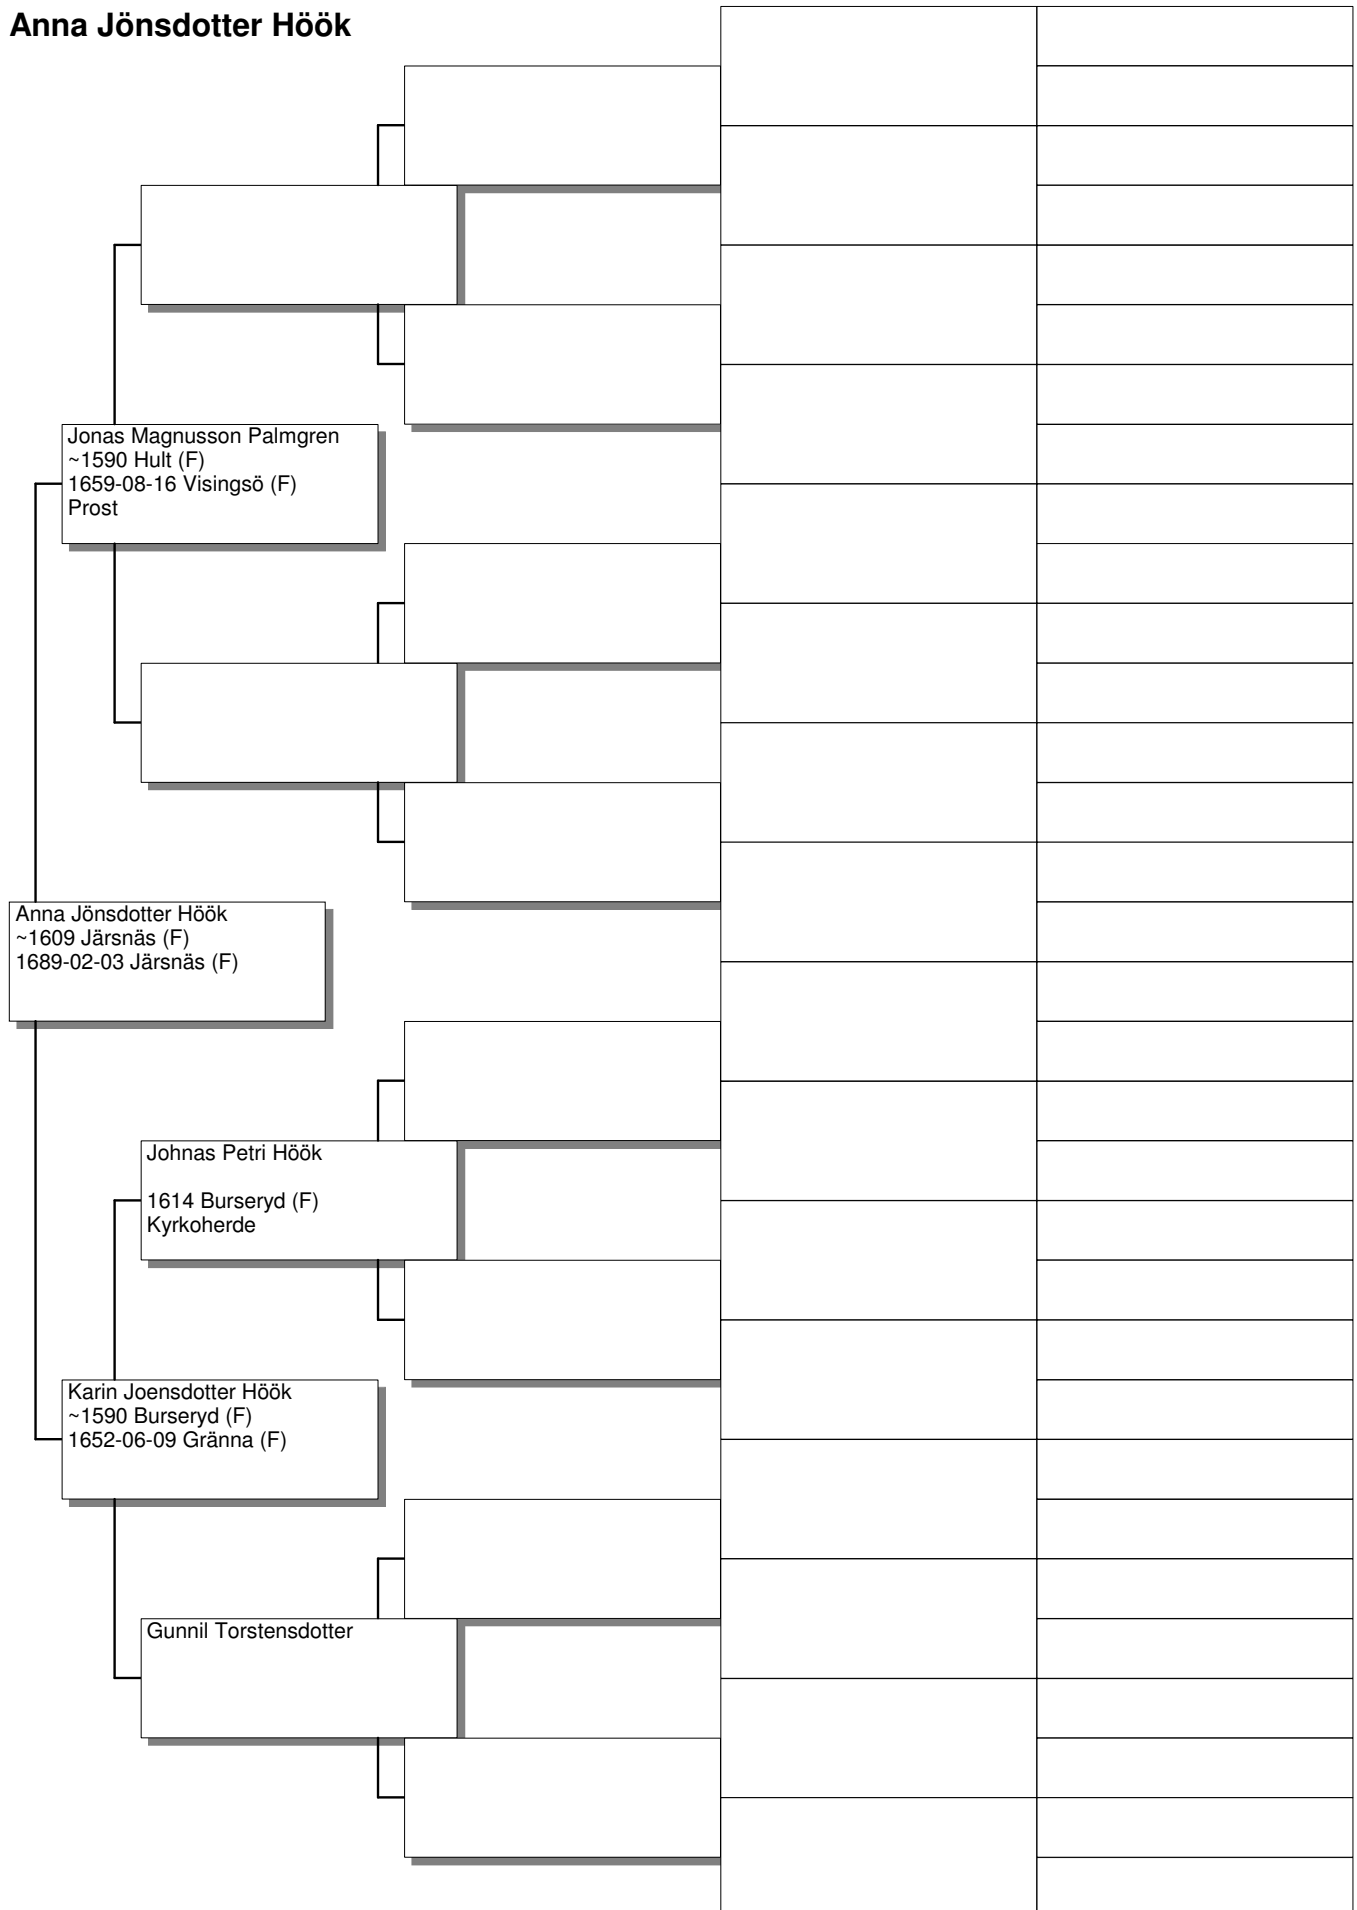 Anna Jönsdotter Höök
Jonas Magnusson Palmgren
~1590 Hult (F)
1659-08-16 Visingsö (F)
Prost
Anna Jönsdotter Höök
~1609 Järsnäs (F)
1689-02-03 Järsnäs (F)
Johnas Petri Höök
1614 Burseryd (F)
Kyrkoherde
Karin Joensdotter Höök
~1590 Burseryd (F)
1652-06-09 Gränna (F)
Gunnil Torstensdotter